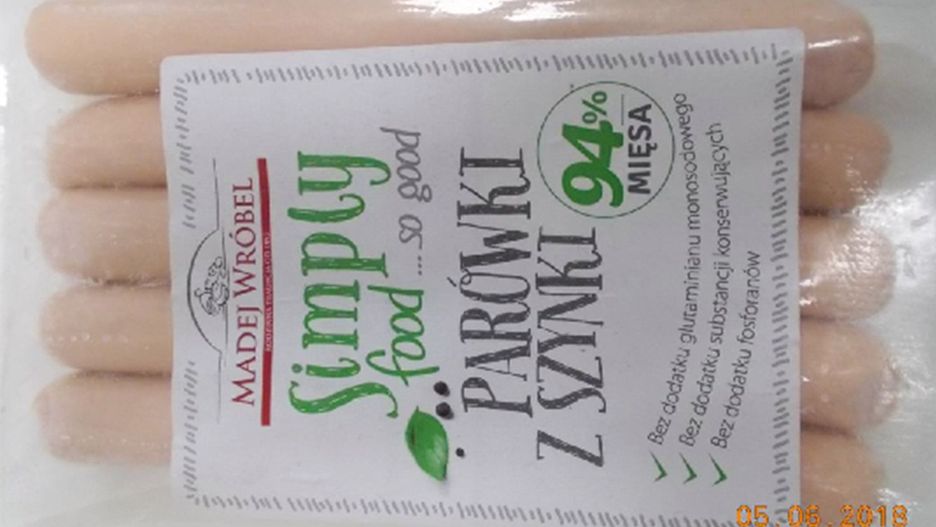 MADEJ WRÓBEL
Simply
food ... so good
PARÓWKI
Z SZYNKI
94%
MIĘSA
Bez dodatku glutaminianu monosodowego
Bez dodatku substancji konserwujących
Bez dodatku fosforanów
05.06.2018